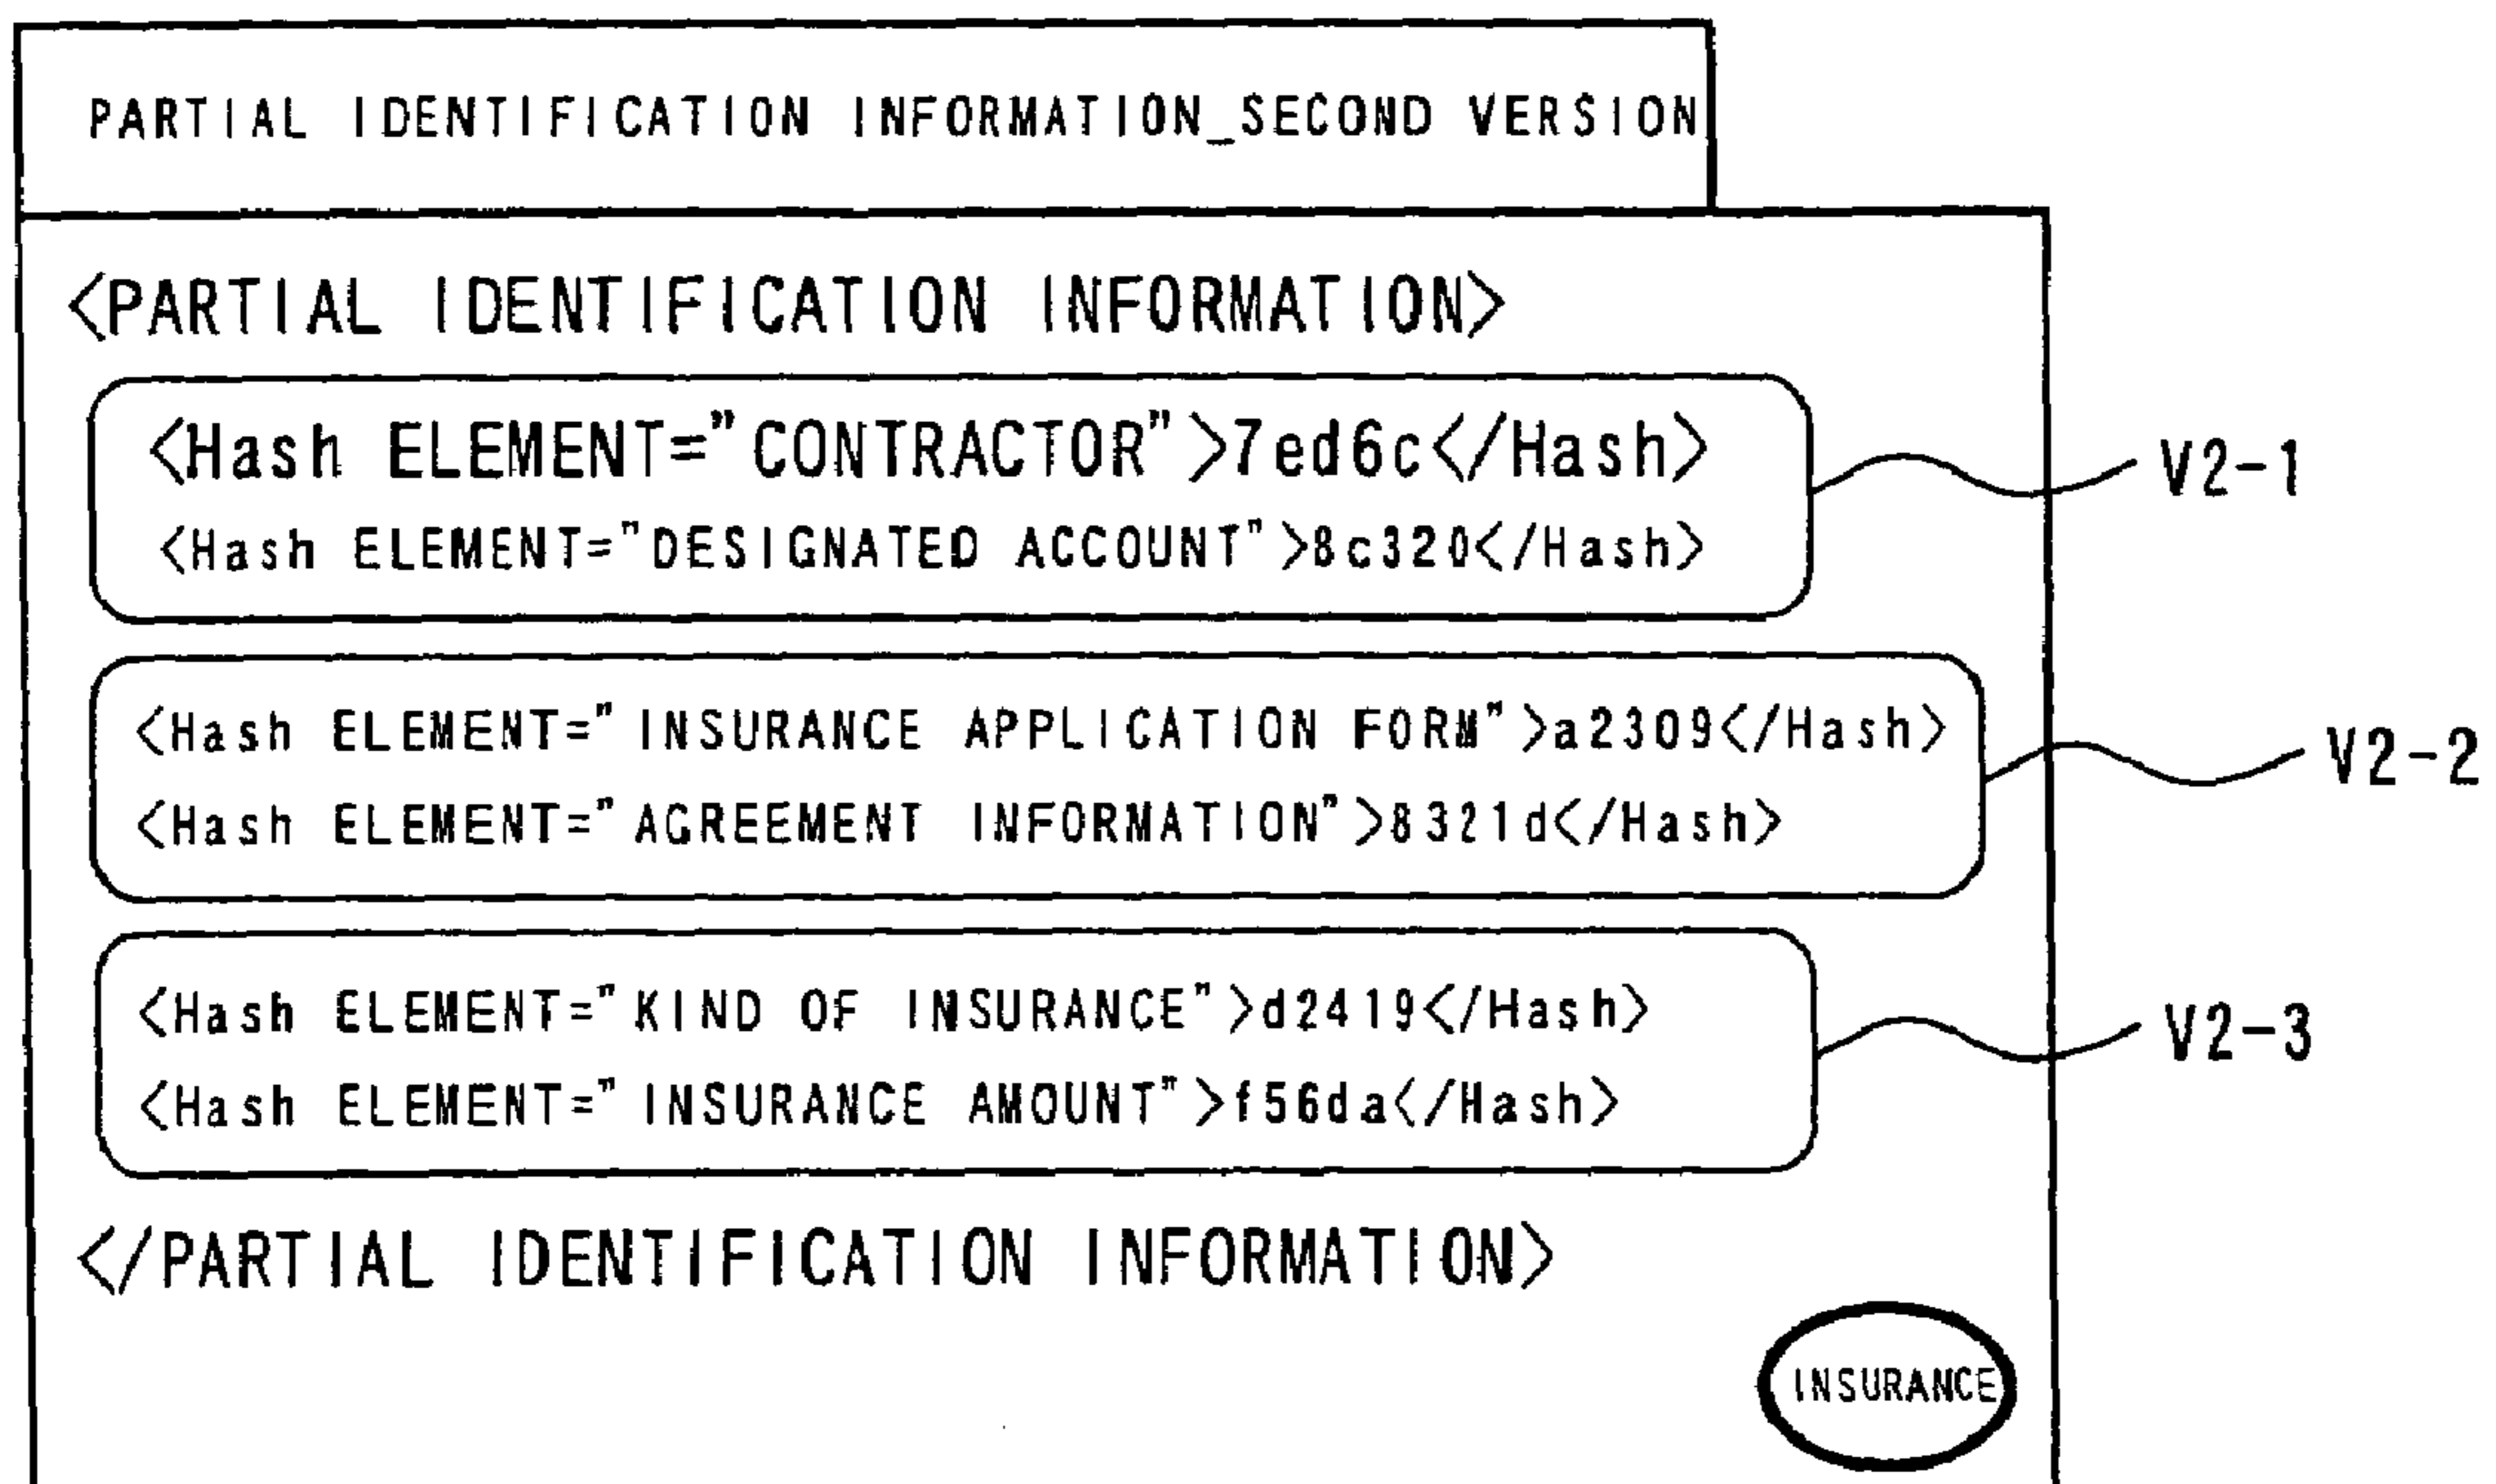 PARTIAL IDENTIFICATION INFORMATION_SECOND VERSION
<PARTIAL IDENTIFICATION INFORMATION>
<Hash ELEMENT="CONTRACTOR">7ed6c</Hash>
V2-1
<Hash ELEMENT="DESIGNATED ACCOUNT">8c320</Hash>
<Hash ELEMENT="INSURANCE APPLICATION FORM">a2309</Hash>
V2-2
<Hash ELEMENT="AGREEMENT INFORMATION">8321d</Hash>
<Hash ELEMENT="KIND OF INSURANCE">d2419</Hash>
V2-3
<Hash ELEMENT="INSURANCE AMOUNT">f56da</Hash>
</PARTIAL IDENTIFICATION INFORMATION>
INSURANCE